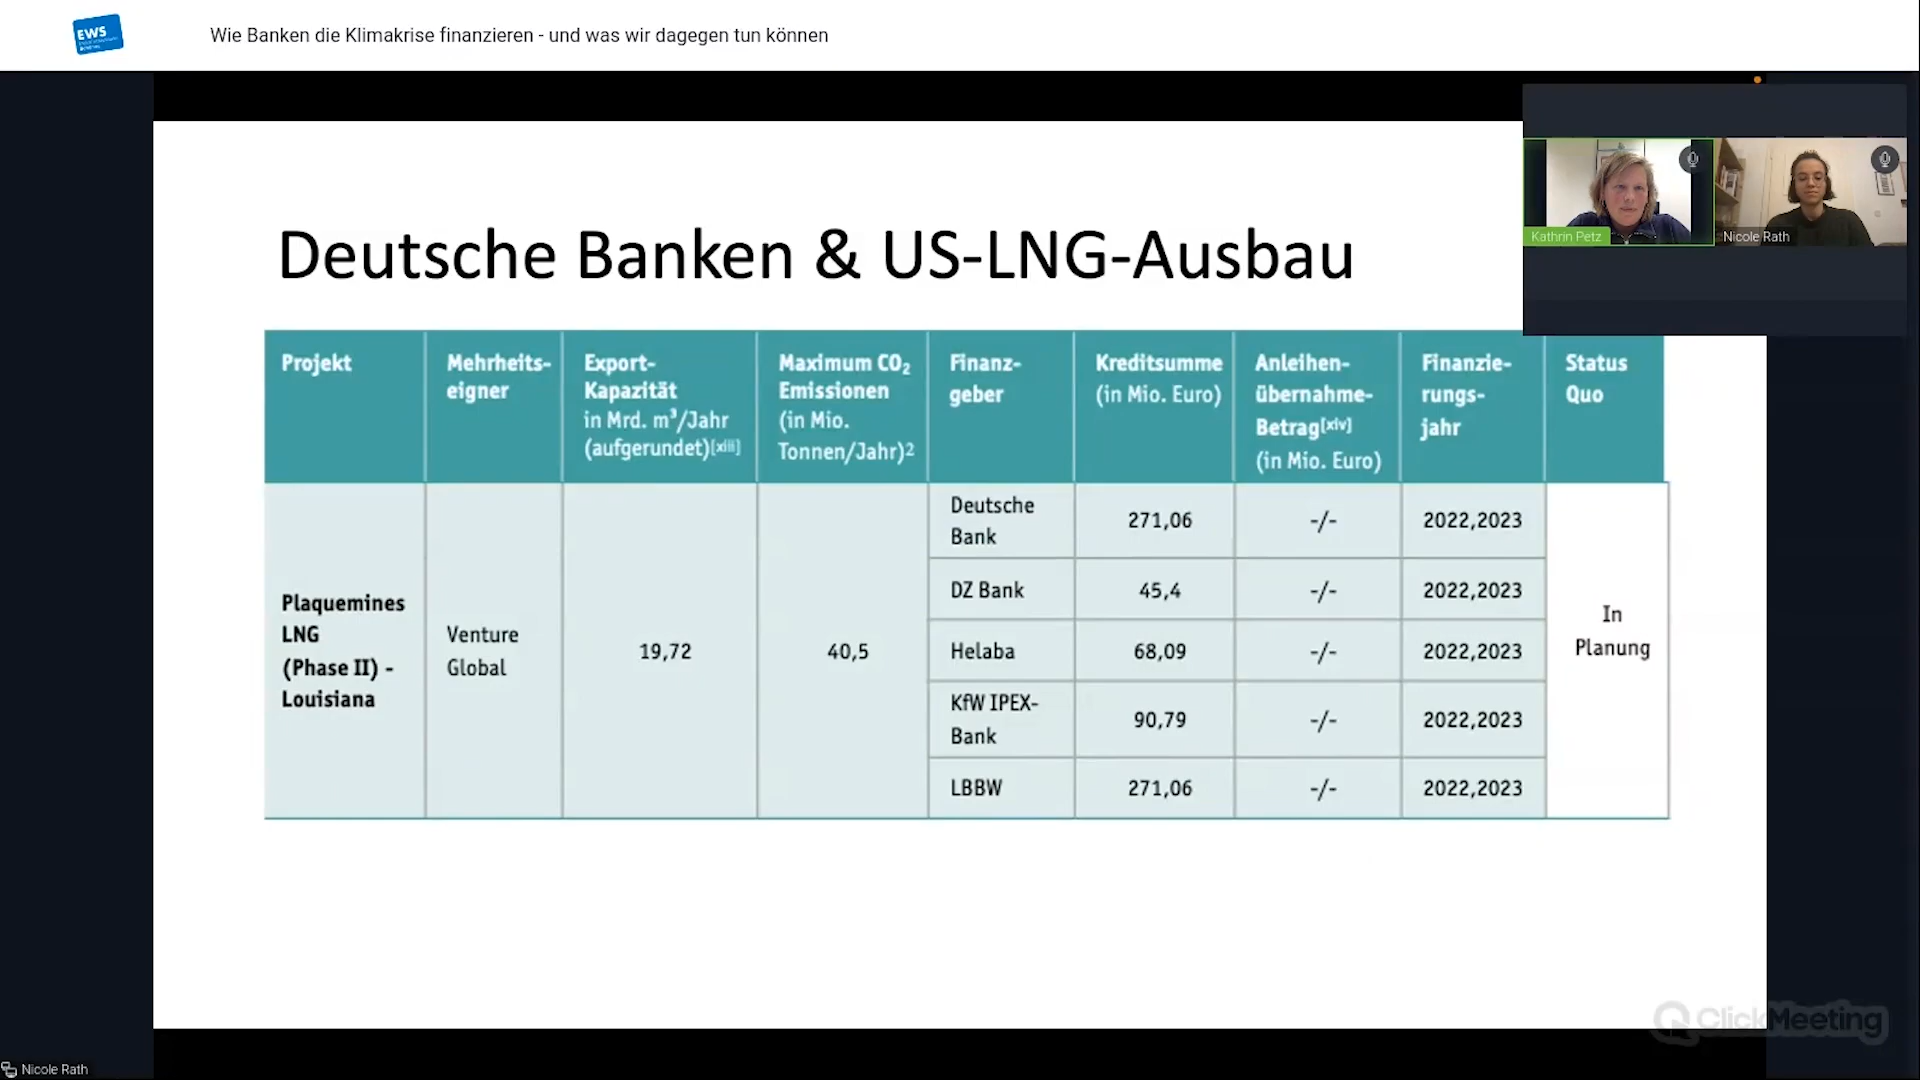 EWS
Wie Banken die Klimakrise finanzieren - und was wir dagegen tun können
Kathrin Petz
Nicole Rath
Deutsche Banken & US-LNG-Ausbau
Projekt
Mehrheits-
eigner
Export-
Kapazität
in Mrd. m³/Jahr
(aufgerundet)[xiii]
Maximum CO₂
Emissionen
(in Mio.
Tonnen/Jahr)2
Finanz-
geber
Kreditsumme
(in Mio. Euro)
Anleihen-
übernahme-
Betrag[xiv]
(in Mio. Euro)
Finanzie-
rungs-
jahr
Status
Quo
Plaquemines
LNG
(Phase II) -
Louisiana
Venture
Global
19,72
40,5
Deutsche
Bank
271,06
-/-
2022,2023
DZ Bank
45,4
-/-
2022,2023
Helaba
68,09
-/-
2022,2023
KfW IPEX-
Bank
90,79
-/-
2022,2023
LBBW
271,06
-/-
2022,2023
In
Planung
ClickMeeting
Nicole Rath